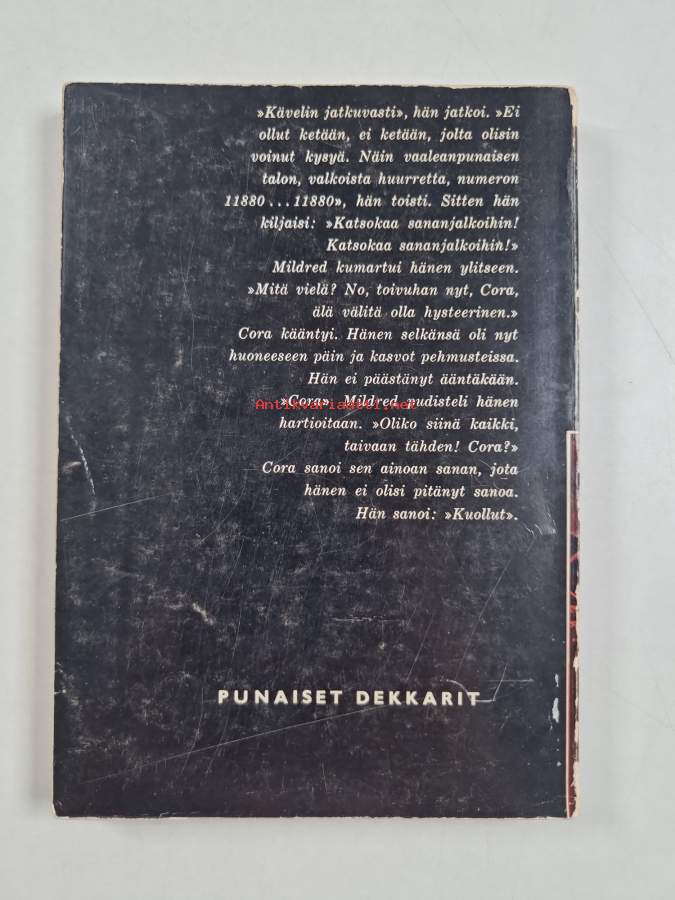 »Kävelin jatkuvasti», hän jatkoi. »Ei
ollut ketään, ei ketään, jolta olisin
voinut kysyä. Näin vaaleanpunaisen
talon, valkoista huurretta, numeron
11880...11880», hän toisti. Sitten hän
kiljaisi: »Katsokaa sananjalkoihin!
Katsokaa sananjalkoihin!»
Mildred kumartui hänen ylitseen.
»Mitä vielä? No, toivuhan nyt, Cora,
älä välitä olla hysteerinen.»
Cora kääntyi. Hänen selkänsä oli nyt
huoneeseen päin ja kasvot pehmusteissa.
Hän ei päästänyt ääntäkään.
»Cora». Mildred pudisteli hänen
Antikvariaatti.net
hartioitaan. »Oliko siinä kaikki,
taivaan tähden! Cora?»
Cora sanoi sen ainoan sanan, jota
hänen ei olisi pitänyt sanoa.
Hän sanoi: »Kuollut».
PUNAISET DEKKARIT